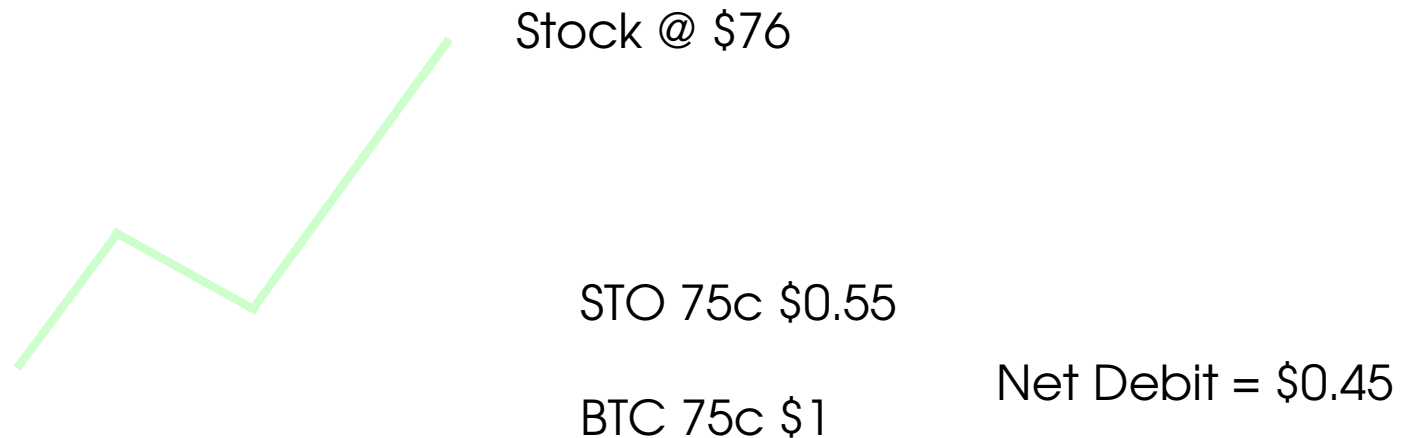 Stock @ $76
STO 75c $0.55
Net Debit = $0.45
BTC 75c $1